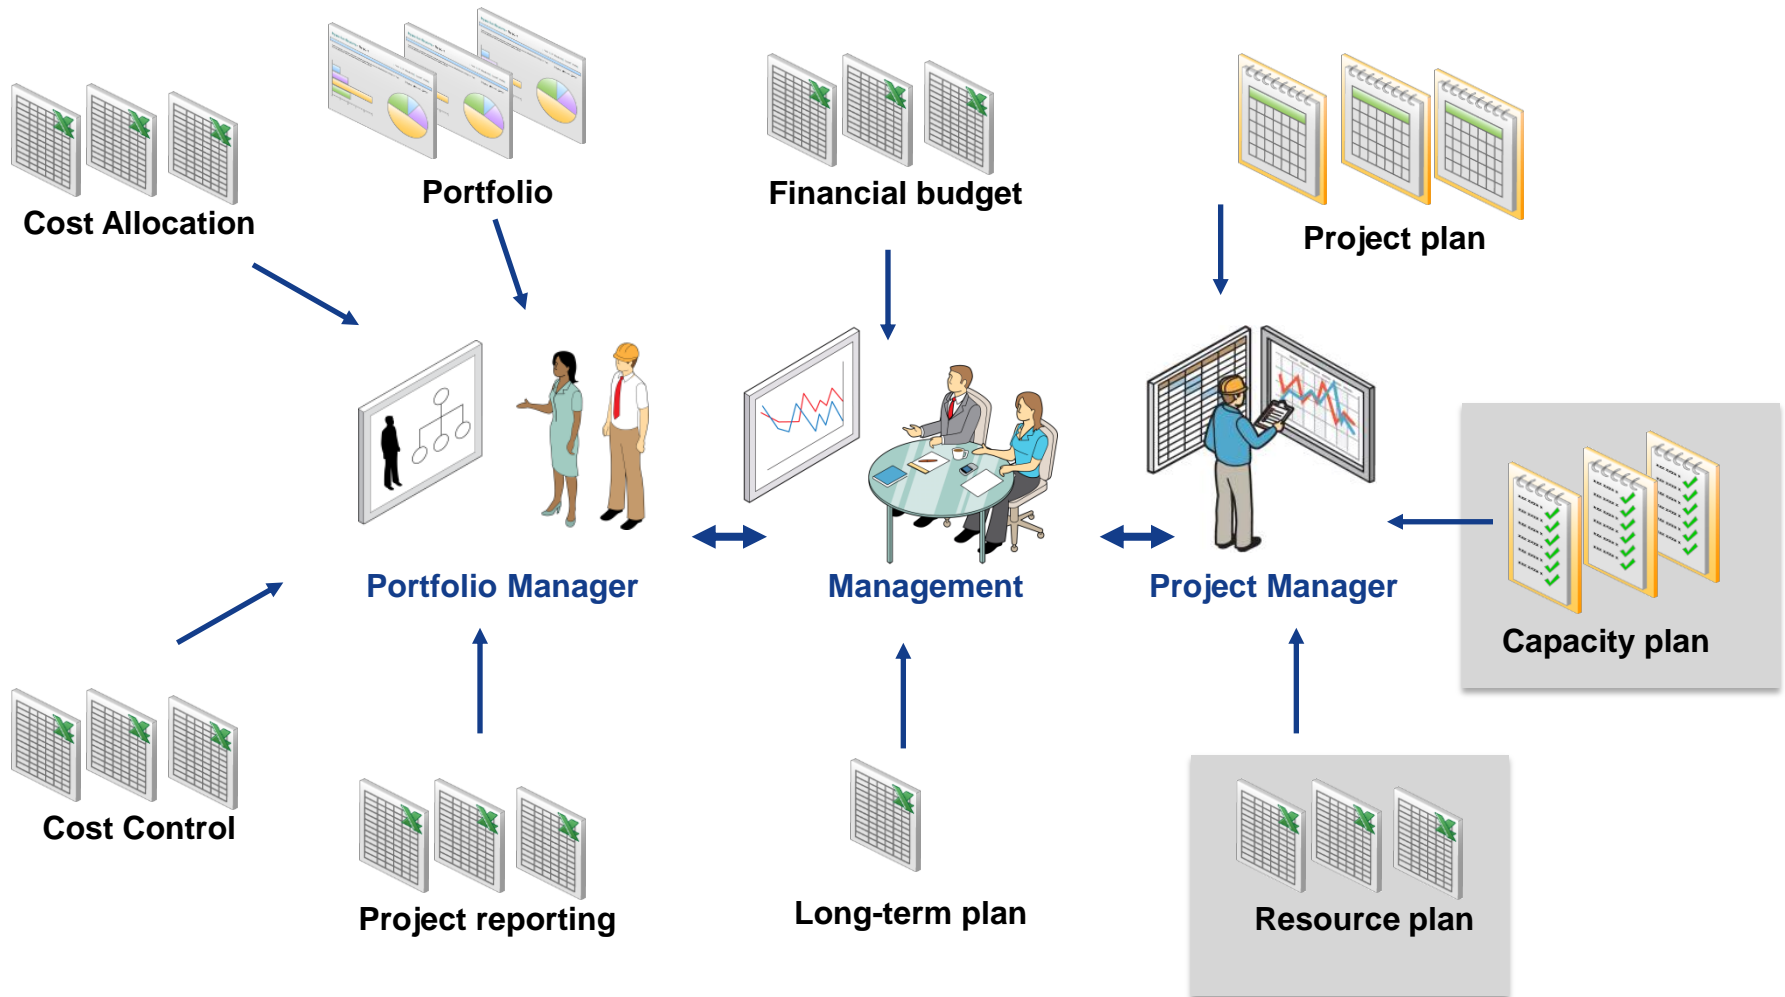 Portfolio
Financial budget
Cost Allocation
Project plan
Portfolio Manager
Management
Project Manager
Capacity plan
Cost Control
Project reporting
Long-term plan
Resource plan